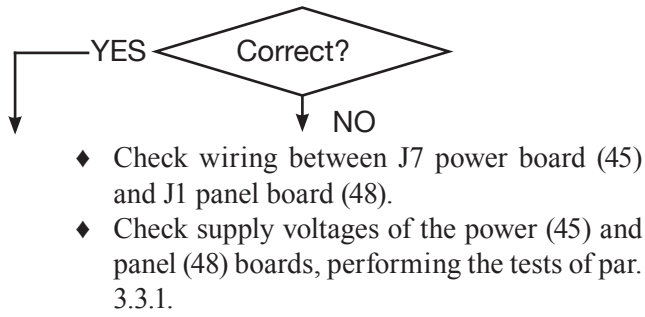 YES
Correct?
NO
♦ Check wiring between J7 power board (45)
and J1 panel board (48).
♦ Check supply voltages of the power (45) and
panel (48) boards, performing the tests of par.
3.3.1.